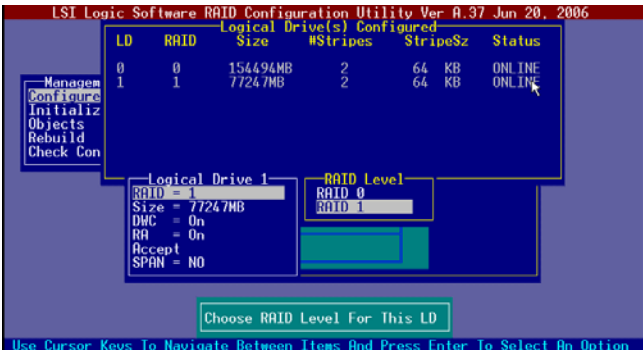 LSI Logic Software RAID Configuration Utility Ver A.37 Jun 20, 2006
Logical Drive(s) Configured
LD RAID Size #Stripes StripeSz Status
0 0 154494MB 2 64 KB ONLINE
1 1 77247MB 2 64 KB ONLINE
Managem
Configure
Initializ
Objects
Rebuild
Check Con
Logical Drive 1
RAID = 1
Size = 77247MB
DWC = On
RA = On
Accept
SPAN = NO
RAID Level
RAID 0
RAID 1
Choose RAID Level For This LD
Use Cursor Keys To Navigate Between Items And Press Enter To Select An Option